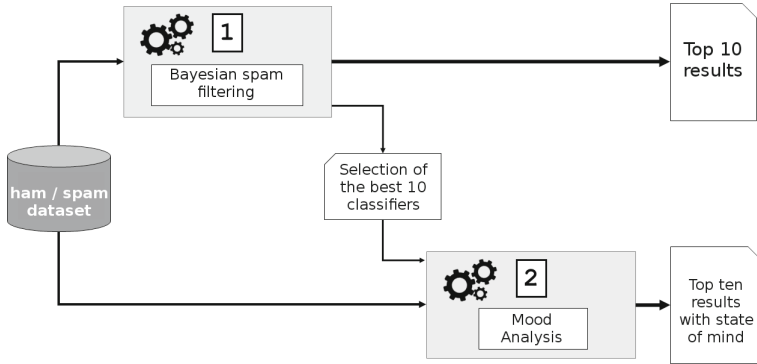 1
Bayesian spam
filtering
Top 10
results
Selection of
the best 10
classifiers
ham / spam
dataset
2
Mood
Analysis
Top ten
results
with state
of mind